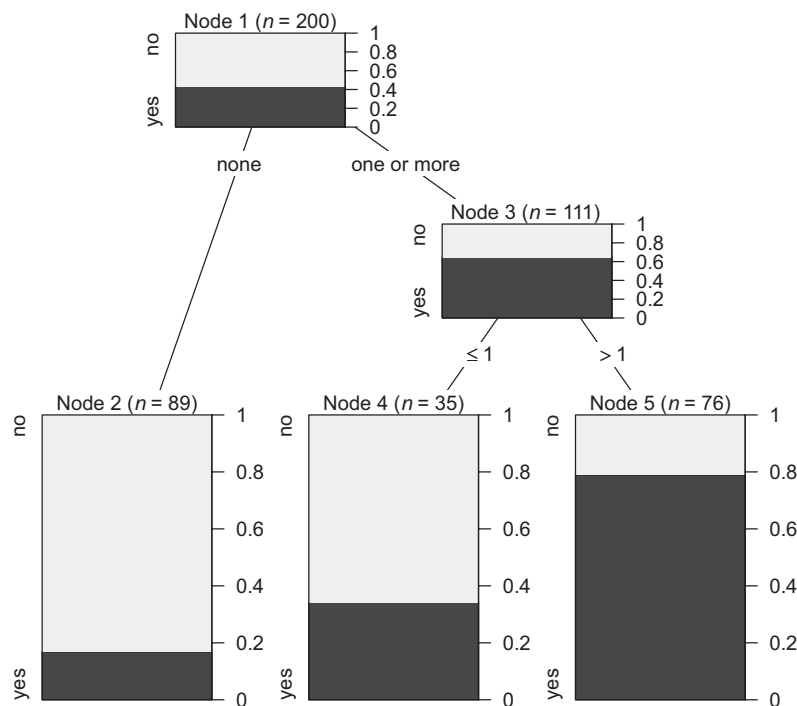 Node 1 (n = 200)
no
yes
1
0.8
0.6
0.4
0.2
0
none
one or more
Node 3 (n = 111)
no
yes
1
0.8
0.6
0.4
0.2
0
≤ 1
> 1
Node 2 (n = 89)
no
yes
1
0.8
0.6
0.4
0.2
0
Node 4 (n = 35)
no
yes
1
0.8
0.6
0.4
0.2
0
Node 5 (n = 76)
no
yes
1
0.8
0.6
0.4
0.2
0